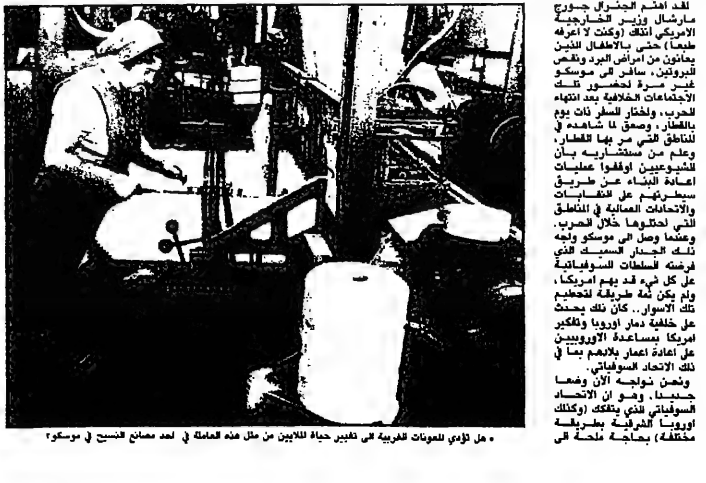 لقد اهتم الجنرال جورج
مارشال وزير الخارجية
الامريكي آنذاك (وكنت لا اعرفه
طبعا) حتى بالاطفال الذين
يعانون من امراض البرد ونقص
البروتين، سافر الى موسكو
غير مرة لحضور تلك
الاجتماعات الخلافية بعد انتهاء
الحرب، واختار السفر ذات يوم
بالقطار، وصعق لما شاهده في
المناطق التي مر بها القطار،
وعلم من مستشاريه بأن
الشيوعيين اوقفوا عمليات
اعادة البناء عن طريق
سيطرتهم على النقابات
والاتحادات العمالية في المناطق
التي احتلوها خلال الحرب.
وعندما وصل الى موسكو واجه
ذلك الجدار السميك الذي
فرضته السلطات السوفياتية
على كل شيء قد يهم امريكا،
ولم يكن ثمة طريقة لتحطيم
تلك الاسوار.. كان ذلك يحدث
على خلفية دمار اوروبا وتفكير
امريكا بمساعدة الاوروبيين
على اعادة اعمار بلادهم بما في
ذلك الاتحاد السوفياتي.
ونحن نواجه الآن وضعا
جديدا، وهو ان الاتحاد
السوفياتي الذي يتفكك (وكذلك
اوروبا الشرقية بطريقة
مختلفة) بحاجة ملحة الى
• هل تؤدي المعونات الغربية الى تغيير حياة الملايين من مثل هذه العاملة في احد مصانع النسيج في موسكو؟